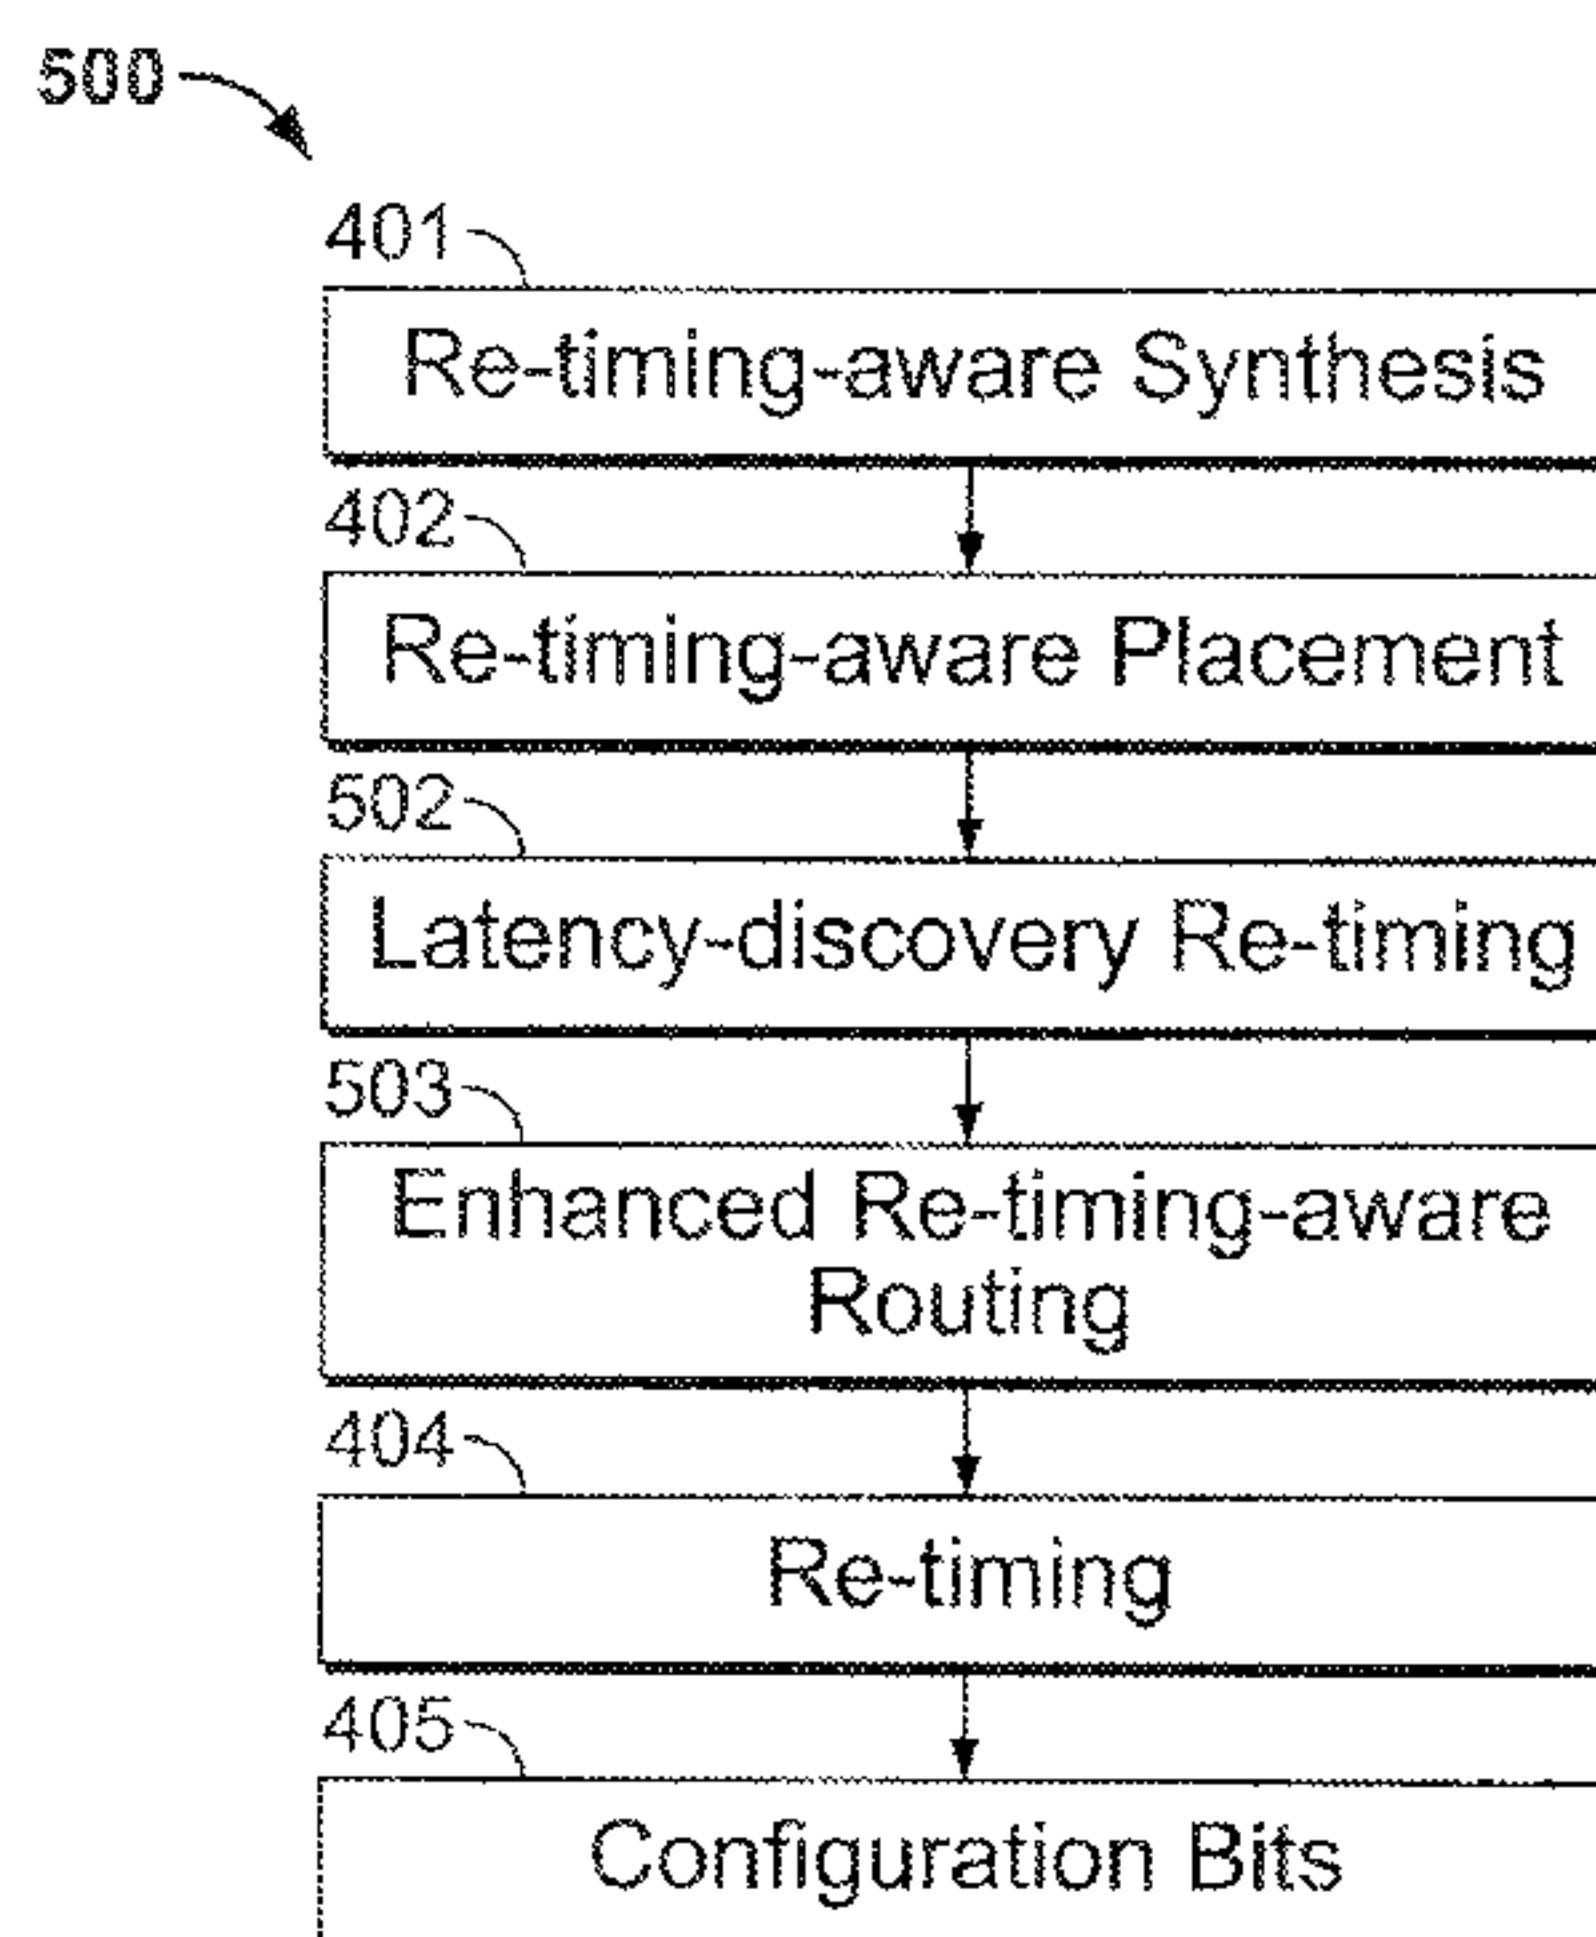 500
401
Re-timing-aware Synthesis
402
Re-timing-aware Placement
502
Latency-discovery Re-timing
503
Enhanced Re-timing-aware
Routing
404
Re-timing
405
Configuration Bits